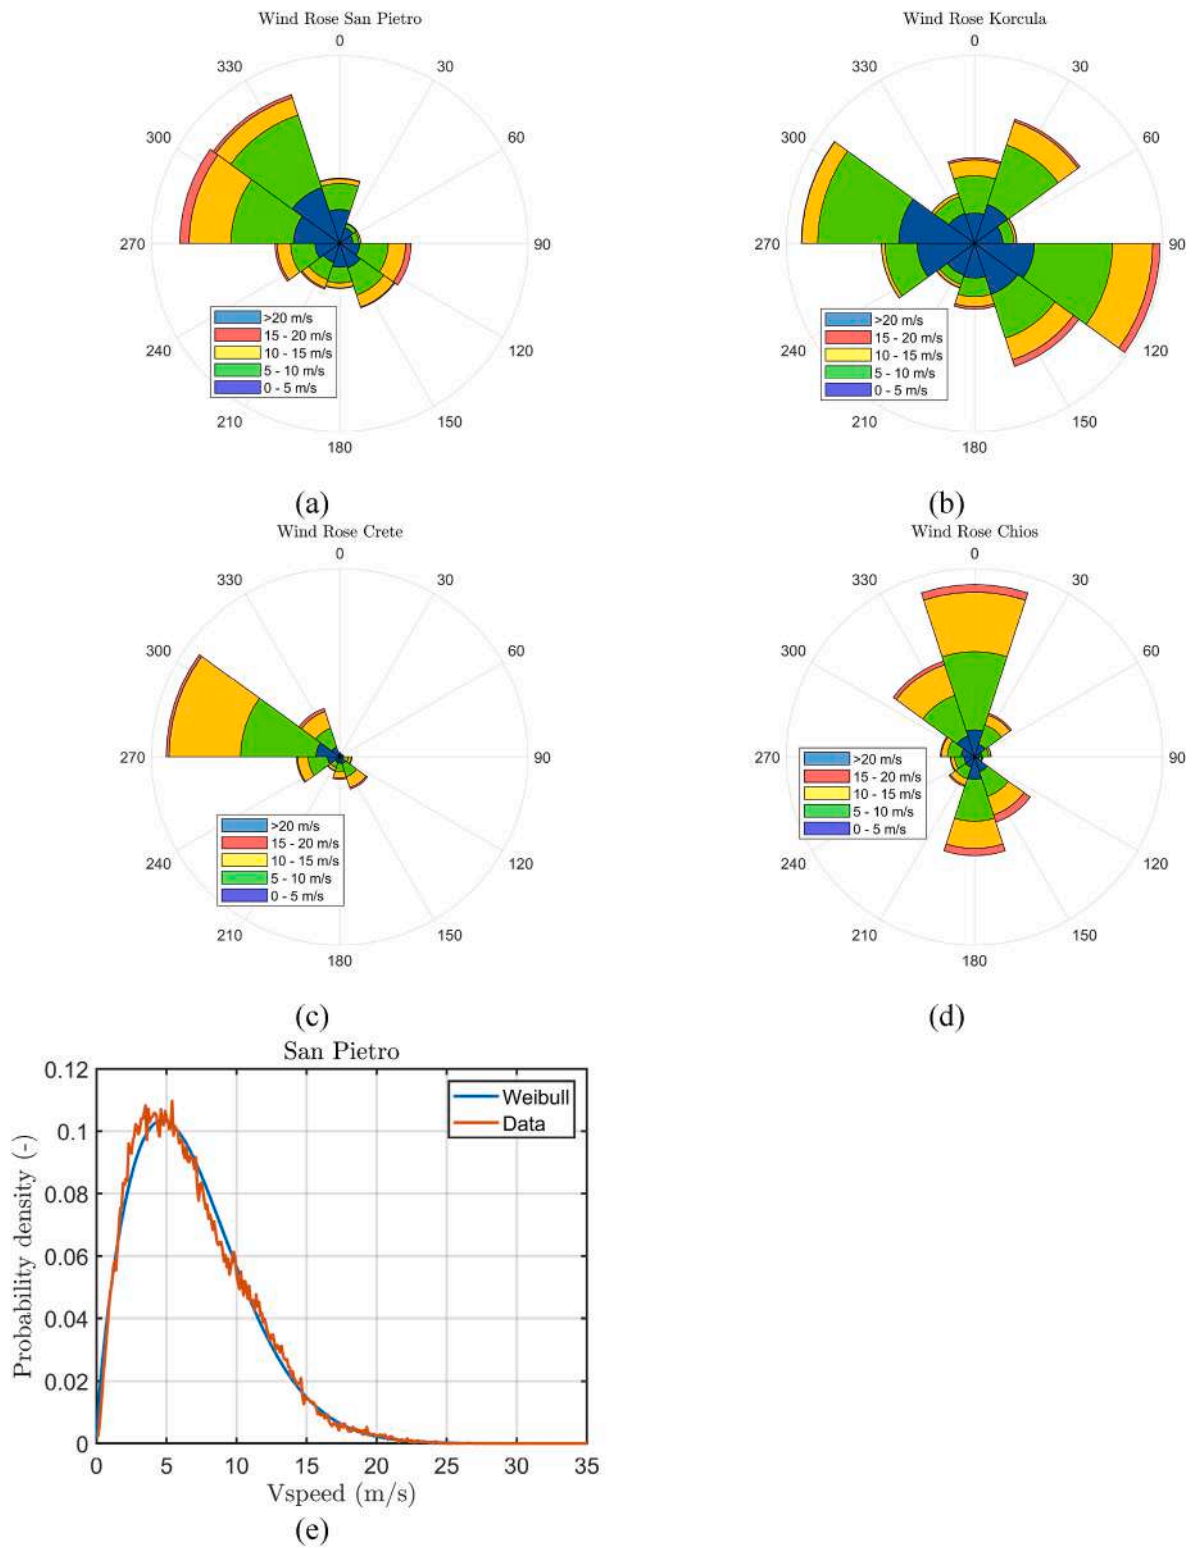 Wind Rose San Pietro
0
330
30
300
60
270
90
>20 m/s
15 - 20 m/s
10 - 15 m/s
5 - 10 m/s
0 - 5 m/s
240
120
210
150
180
(a)
Wind Rose Korcula
0
330
30
300
60
270
90
>20 m/s
15 - 20 m/s
10 - 15 m/s
5 - 10 m/s
0 - 5 m/s
240
120
210
150
180
(b)
Wind Rose Crete
0
330
30
300
60
270
90
>20 m/s
15 - 20 m/s
10 - 15 m/s
5 - 10 m/s
0 - 5 m/s
240
120
210
150
180
(c)
Wind Rose Chios
0
330
30
300
60
270
90
>20 m/s
15 - 20 m/s
10 - 15 m/s
5 - 10 m/s
0 - 5 m/s
240
120
210
150
180
(d)
San Pietro
0.12
0.1
0.08
0.06
0.04
0.02
0
Probability density (-)
Weibull
Data
0 5 10 15 20 25 30 35
Vspeed (m/s)
(e)